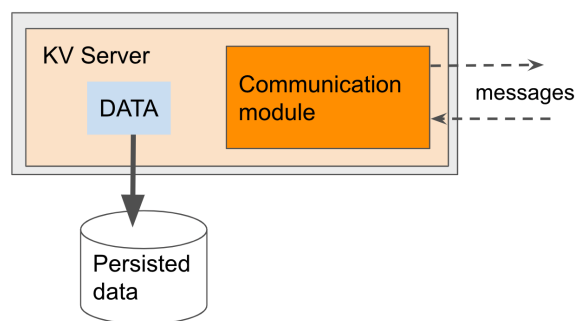 KV Server
DATA
Communication
module
messages
Persisted
data